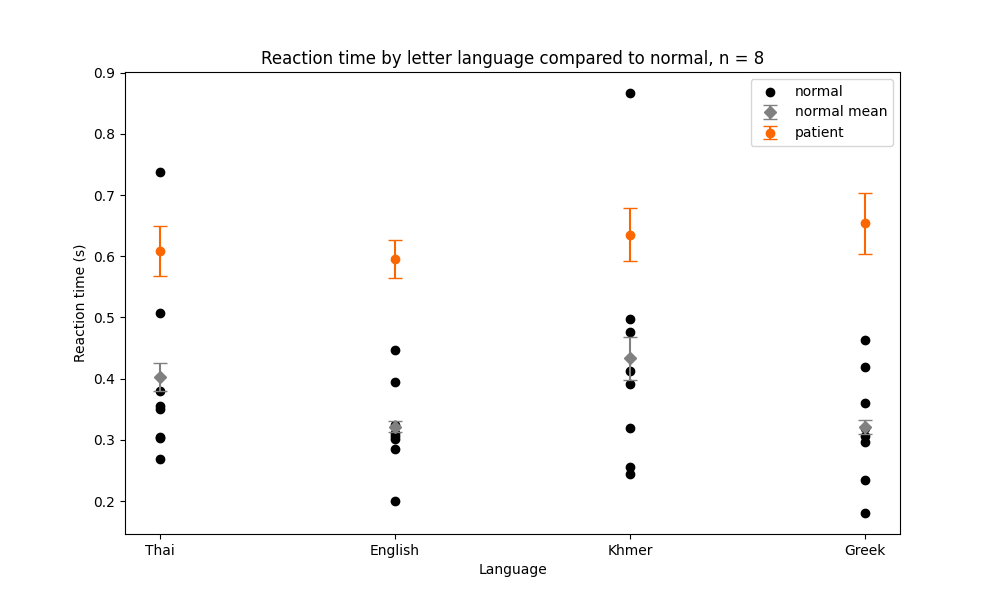 Reaction time by letter language compared to normal, n = 8
0.9
0.8
0.7
0.6
0.5
0.4
0.3
0.2
Reaction time (s)
normal
normal mean
patient
Thai
English
Khmer
Greek
Language